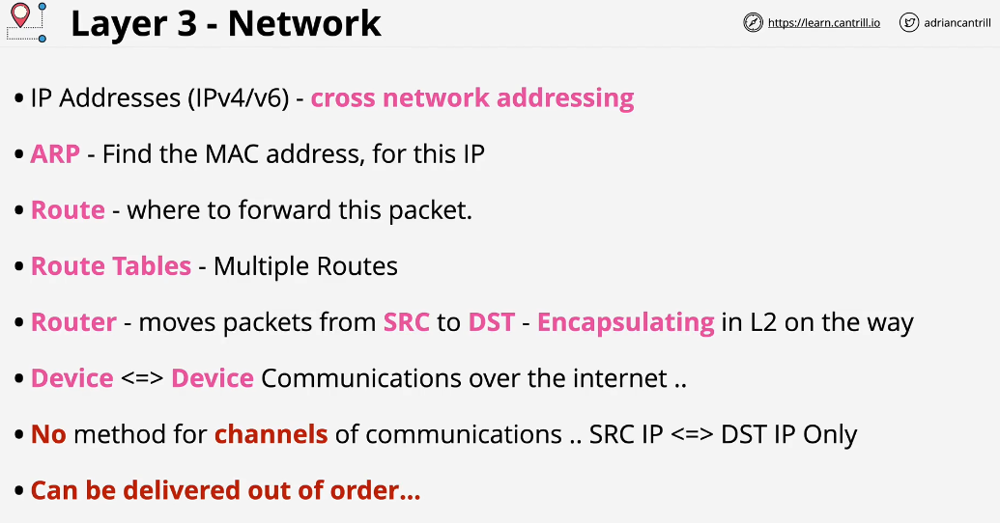 Layer 3 - Network
https://learn.cantrill.io
adriancantrill
• IP Addresses (IPv4/v6) - cross network addressing
• ARP - Find the MAC address, for this IP
• Route - where to forward this packet.
• Route Tables - Multiple Routes
• Router - moves packets from SRC to DST - Encapsulating in L2 on the way
• Device <=> Device Communications over the internet ..
• No method for channels of communications .. SRC IP <=> DST IP Only
• Can be delivered out of order...